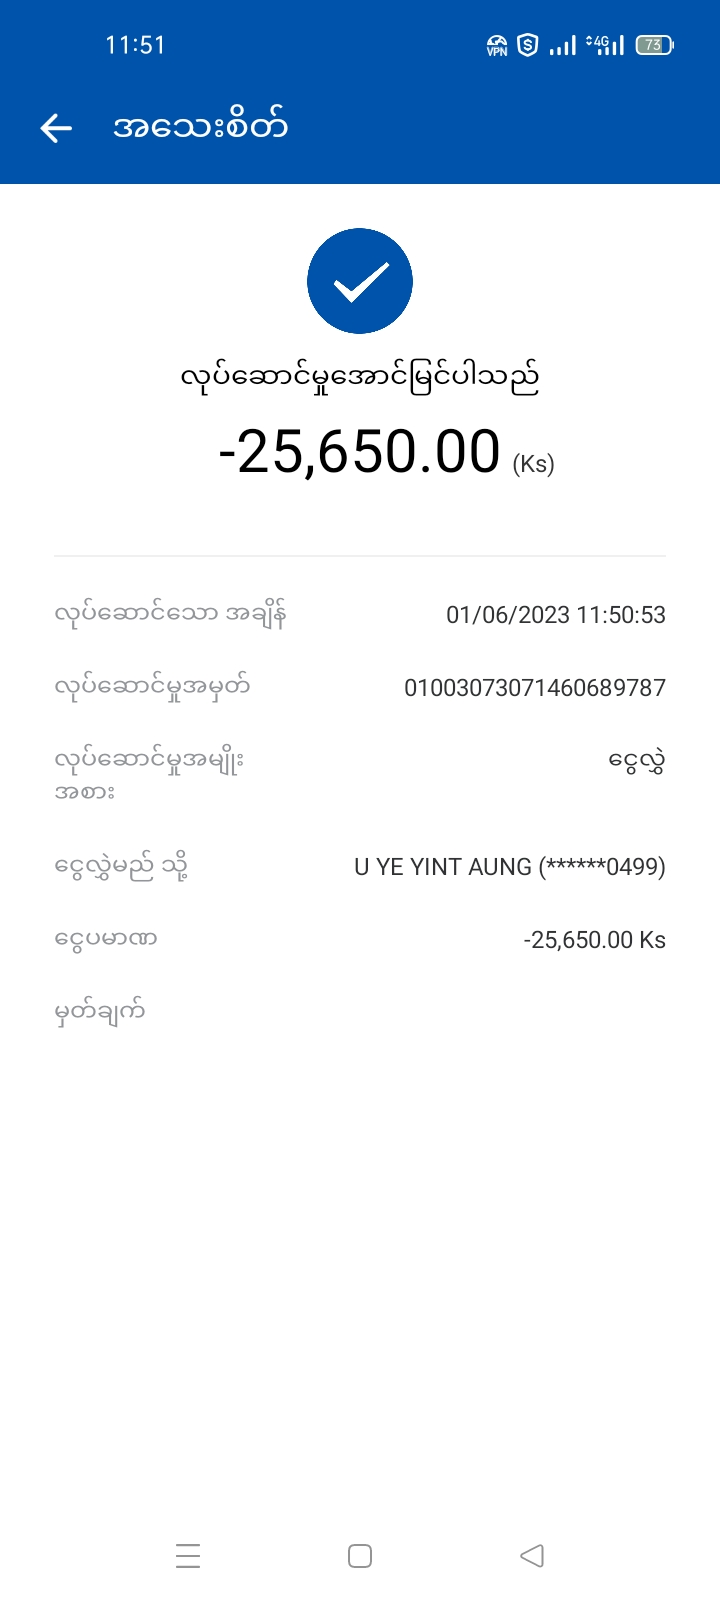 11:51
VPN 4G 73
အသေးစိတ်
လုပ်ဆောင်မှုအောင်မြင်ပါသည်
-25,650.00 (Ks)
လုပ်ဆောင်သော အချိန် 01/06/2023 11:50:53
လုပ်ဆောင်မှုအမှတ် 01003073071460689787
လုပ်ဆောင်မှုအမျိုး ငွေလွှဲ
အစား
ငွေလွှဲမည် သို့ U YE YINT AUNG (******0499)
ငွေပမာဏ -25,650.00 Ks
မှတ်ချက်